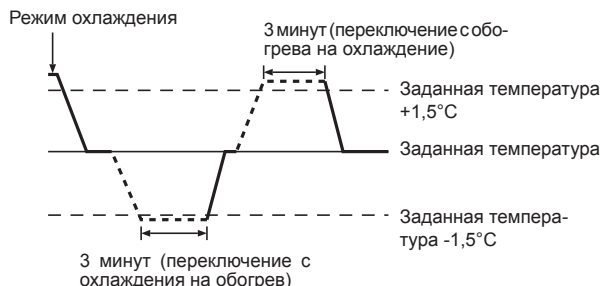 Режим охлаждения
3 минут (переключение с обо-
грева на охлаждение)
Заданная температура
+1,5°C
Заданная температура
Заданная темпера-
тура -1,5°C
3 минут (переключение с
охлаждения на обогрев)